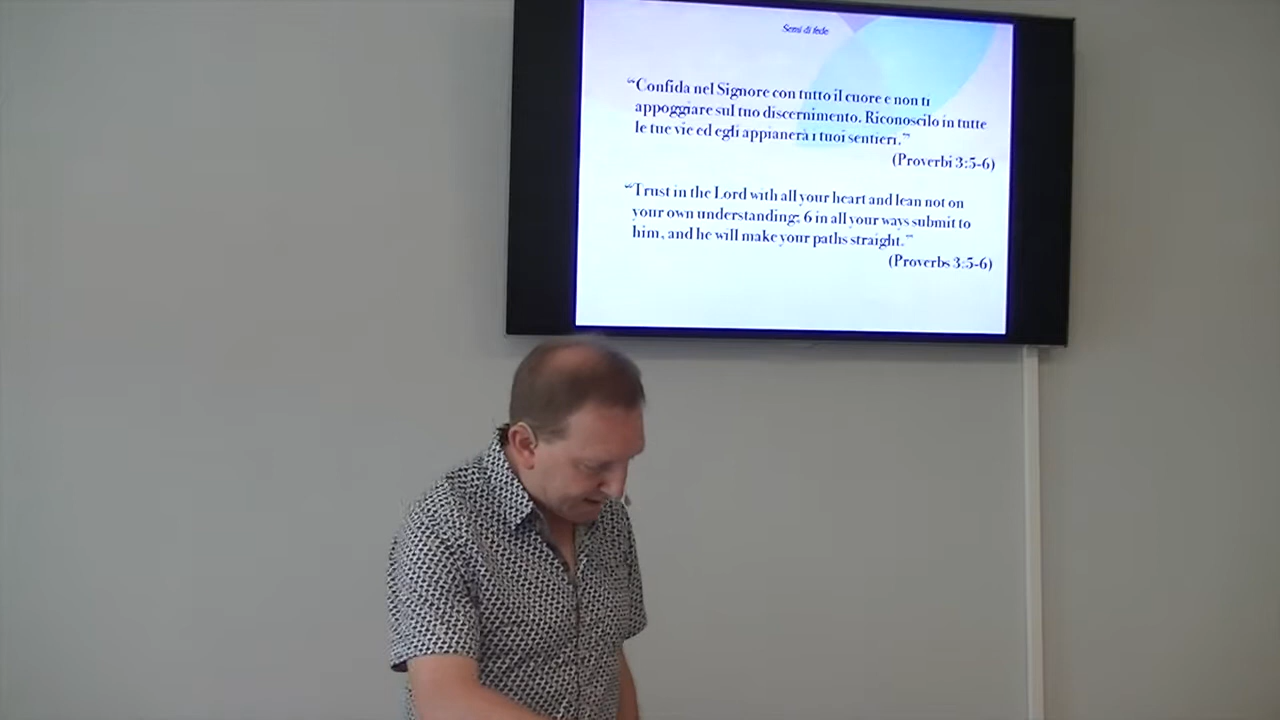 Semi di fede
“Confida nel Signore con tutto il cuore e non ti
appoggiare sul tuo discernimento. Riconoscilo in tutte
le tue vie ed egli appianerà i tuoi sentieri.”
(Proverbi 3:5-6)
“Trust in the Lord with all your heart and lean not on
your own understanding; 6 in all your ways submit to
him, and he will make your paths straight.”
(Proverbs 3:5-6)